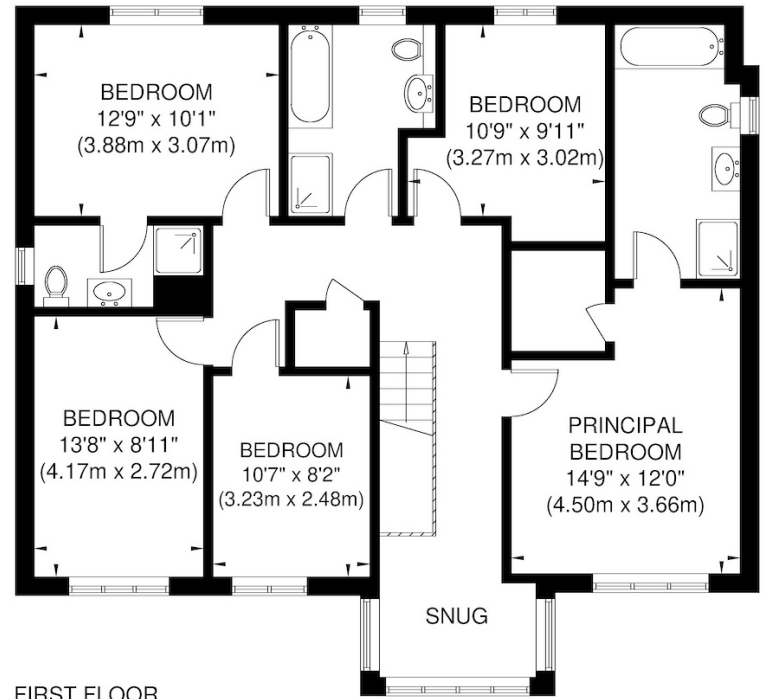 BEDROOM
12'9" x 10'1"
(3.88m x 3.07m)
BEDROOM
10'9" x 9'11"
(3.27m x 3.02m)
BEDROOM
13'8" x 8'11"
(4.17m x 2.72m)
BEDROOM
10'7" x 8'2"
(3.23m x 2.48m)
PRINCIPAL
BEDROOM
14'9" x 12'0"
(4.50m x 3.66m)
SNUG
FIRST FLOOR